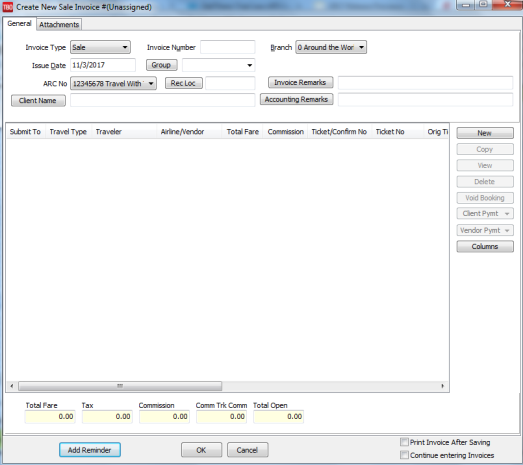 TBO Create New Sale Invoice #(Unassigned)
General Attachments
Invoice Type Sale Invoice Number Branch 0 Around the Wor
Issue Date 11/3/2017 Group
ARC No 12345678 Travel With Rec Loc Invoice Remarks
Client Name Accounting Remarks
Submit To Travel Type Traveler Airline/Vendor Total Fare Commission Ticket/Confirm No Ticket No Orig Ti
New
Copy
View
Delete
Void Booking
Client Pymt
Vendor Pymt
Columns
Total Fare Tax Commission Comm Trk Comm Total Open
0.00 0.00 0.00 0.00 0.00
Add Reminder OK Cancel
Print Invoice After Saving
Continue entering Invoices